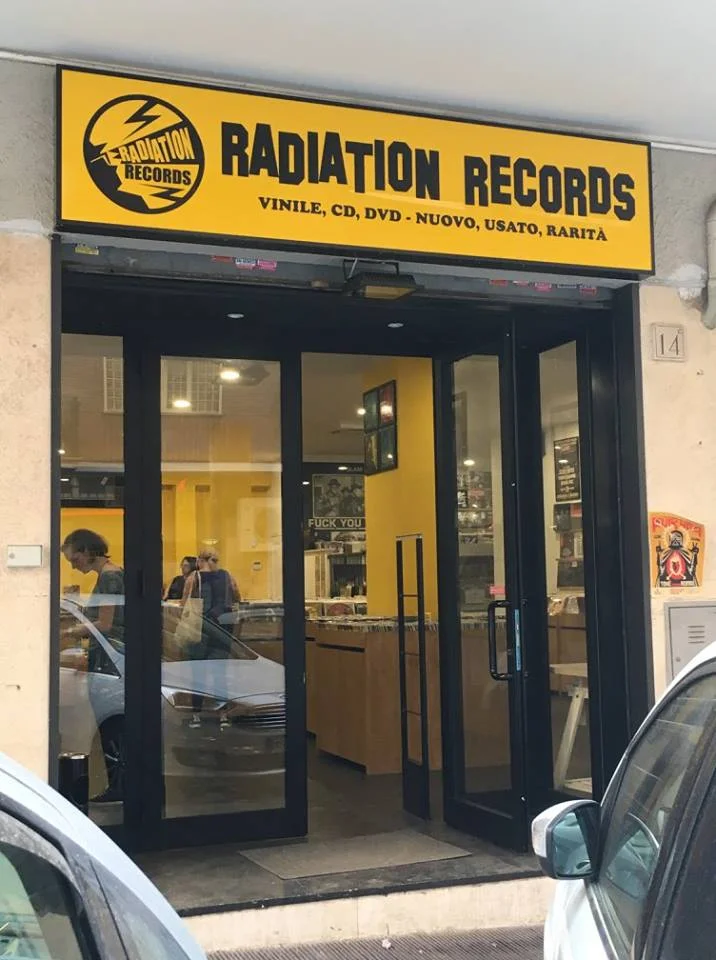 RADIATION
RECORDS
RADIATION RECORDS
VINILE, CD, DVD - NUOVO, USATO, RARITÀ
14
FUCK YOU